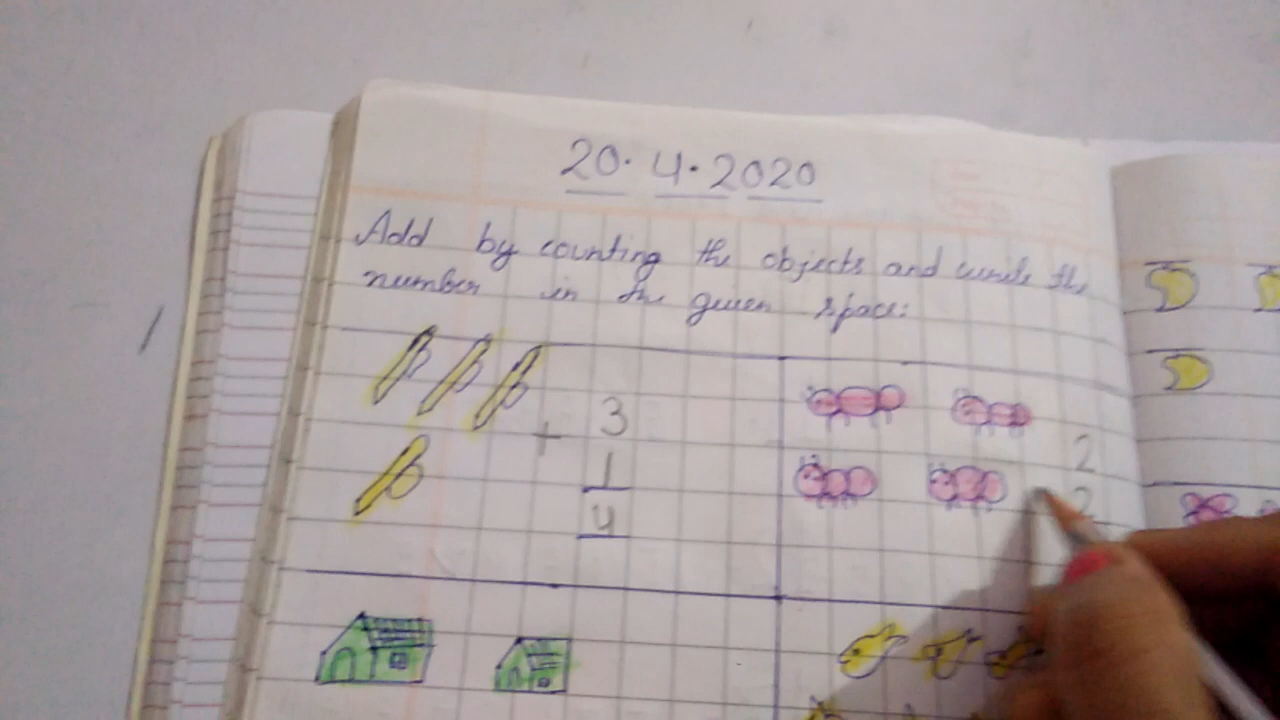 20. 4. 2020
Add by counting the objects and write the
number in the given space:
+ 3
1
4
2
2